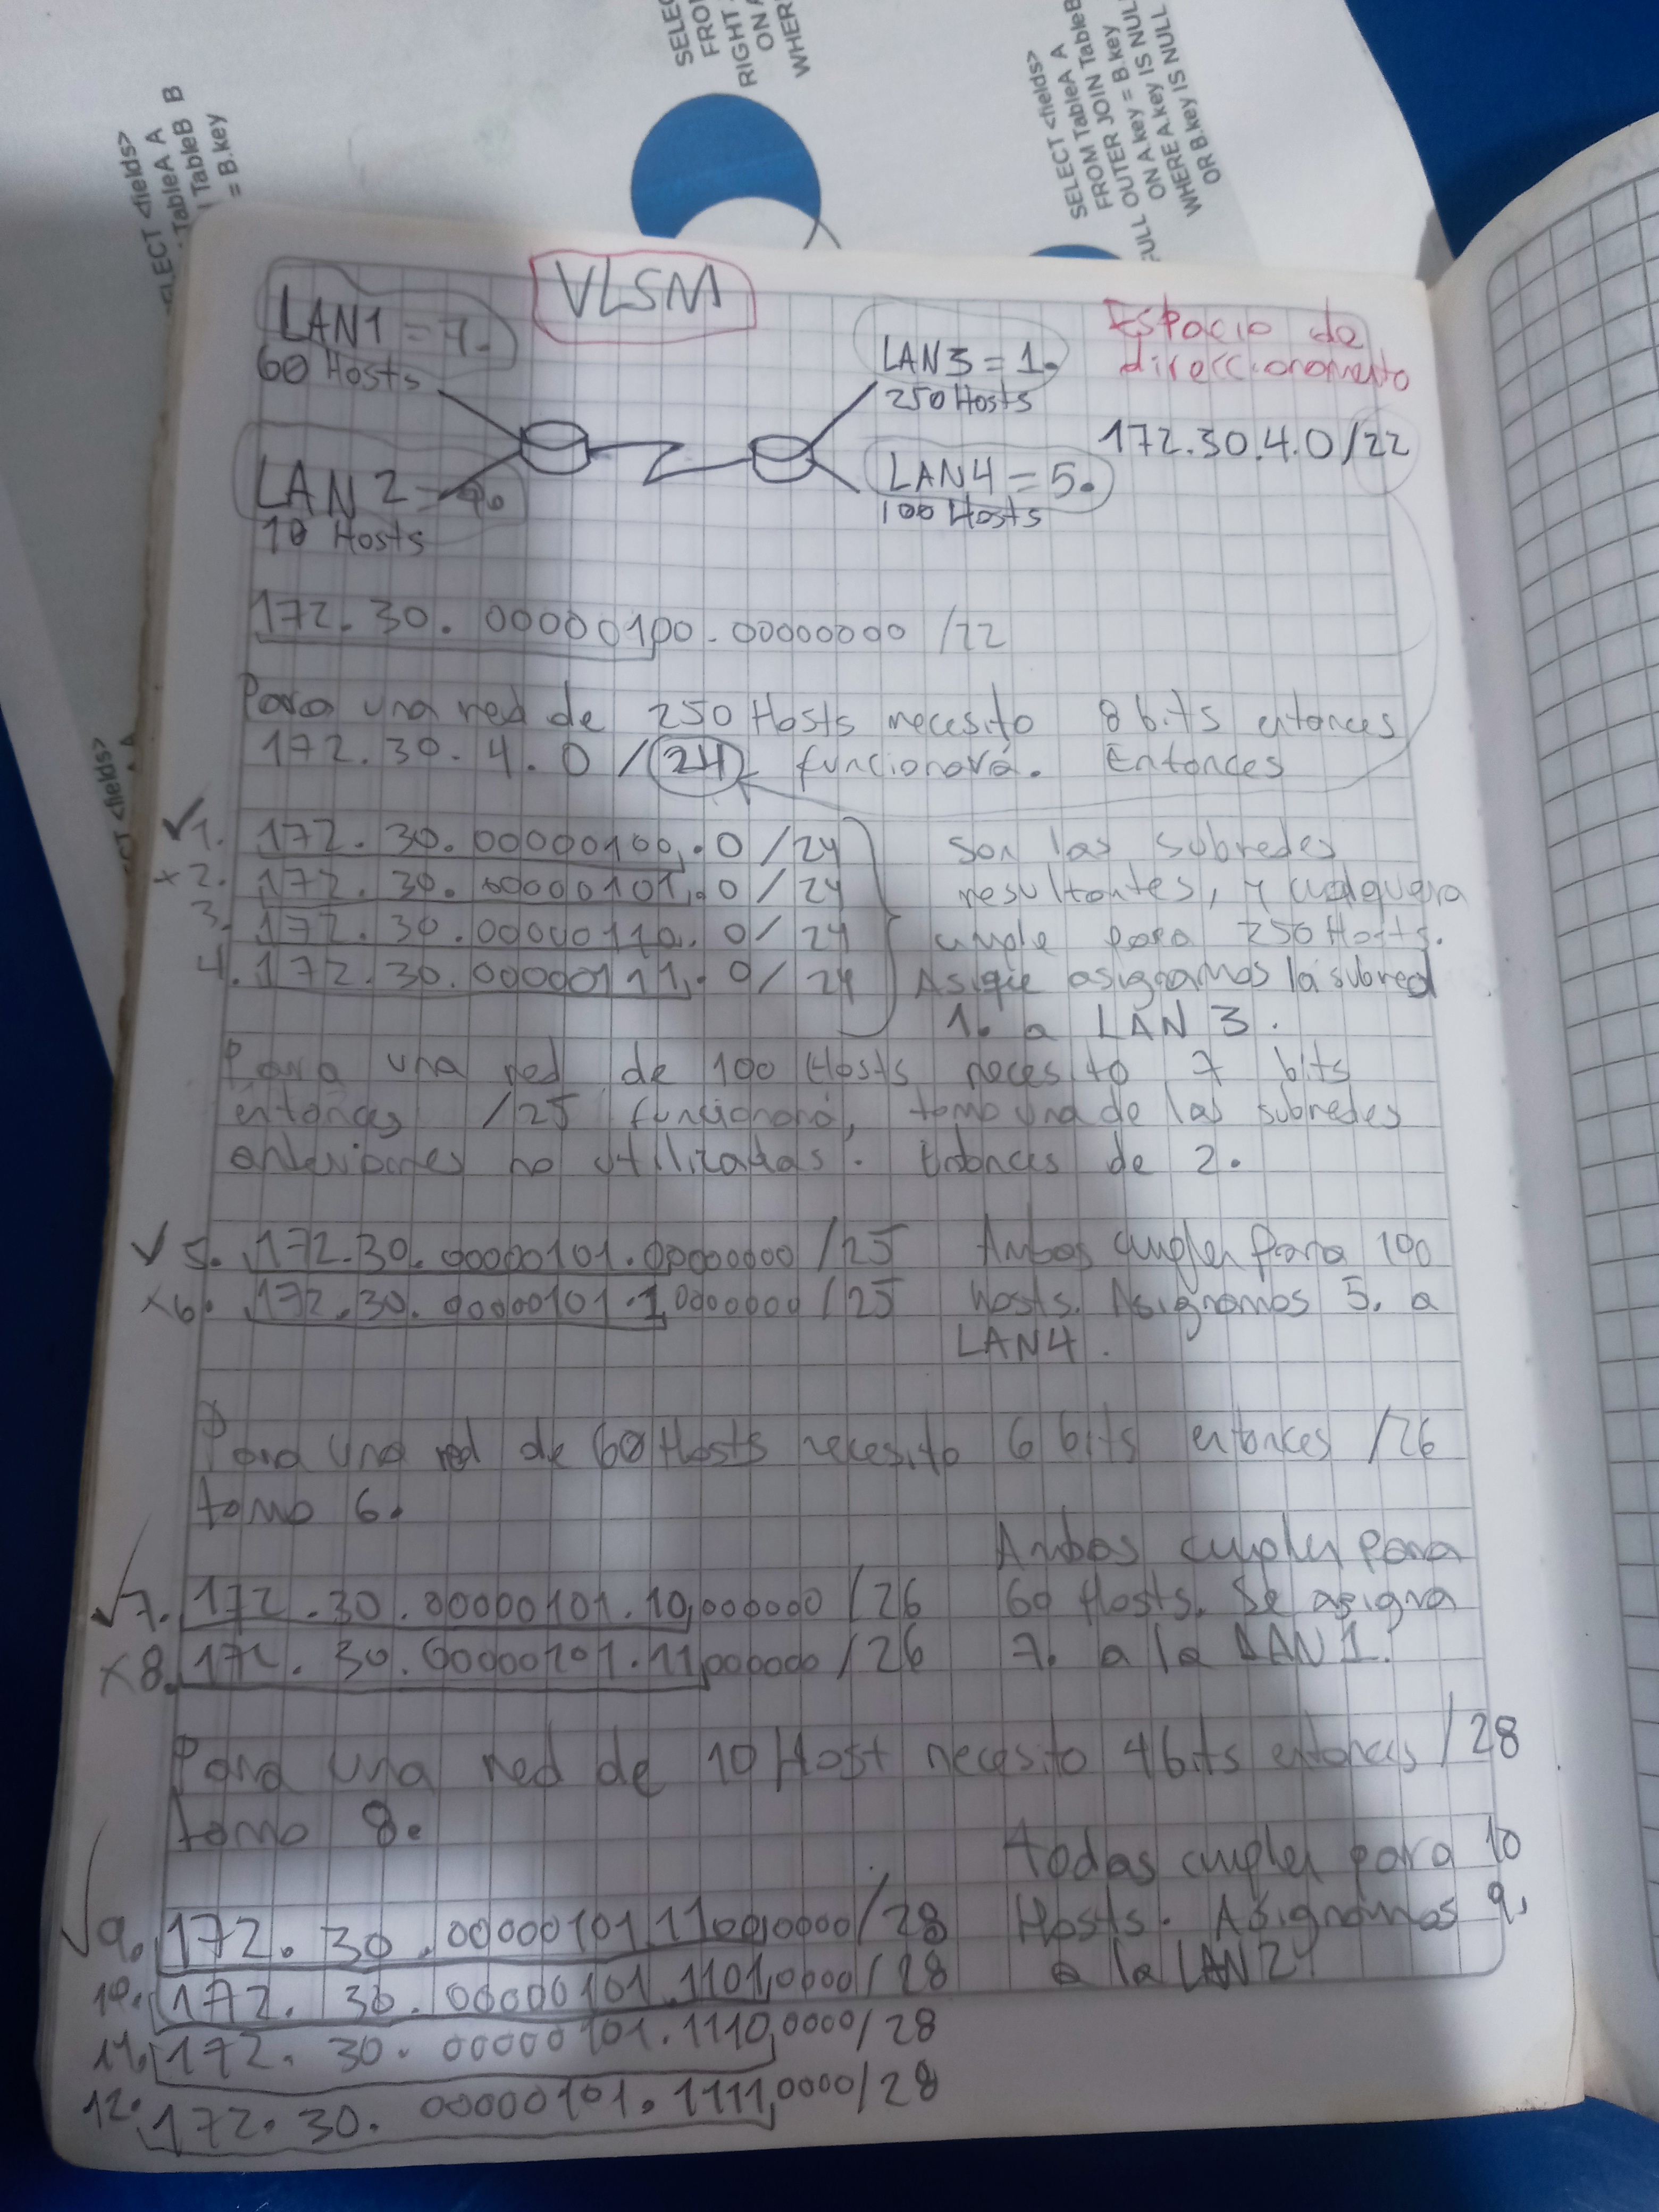 SELECT <fields>
TableA A
TableB B
= B.key
SELEC
FRO
RIGHT
ON A
WHER
SELECT <fields>
FROM TableA A
FULL OUTER JOIN TableB
ON A.key = B.key
WHERE A.key IS NULL
OR B.key IS NULL
VLSM
LAN1 = 7.
60 Hosts
LAN 2 = 9.
10 Hosts
LAN3 = 1.
250 Hosts
LAN4 = 5.
100 Hosts
Espacio de
direccionamiento
172.30.4.0/22
172.30.00000100.00000000 /22
Para una red de 250 Hosts necesito 8 bits entonces
172.30.4.0 /24 funcionará. Entonces
✓1. 172.30.00000100.0/24 Son las subredes
x 2. 172.30.00000101.0/24 resultantes, y cualquiera
3. 172.30.00000110.0/24 cumple para 250 Hosts.
4. 172.30.00000111.0/24 Asique asignamos la subred
1. a LAN 3.
Para una red de 100 Hosts necesito 7 bits
entonces /25 funcionará, tomo una de las subredes
anteriores no utilizadas. Entonces de 2.
✓ 5. 172.30.00000101.00000000 /25 Ambos cumplen para 100
x 6. 172.30.00000101.10000000 /25 hosts. Asignamos 5. a
LAN4.
Para una red de 60 Hosts necesito 6 bits entonces /26
tomo 6.
Ambos cumplen para
✓7. 172.30.00000101.10000000 /26 60 Hosts. Se asigna
x 8. 172.30.00000101.11000000 /26 7. a la LAN1.
Para una red de 10 Host necesito 4 bits entonces /28
tomo 8.
todas cumplen para 10
✓9. 172.30.00000101.11000000/28 Hosts. Asignamos 9.
10. 172.30.00000101.11010000/28 a la LAN2.
11. 172.30.00000101.11100000/28
12. 172.30.00000101.11110000/28